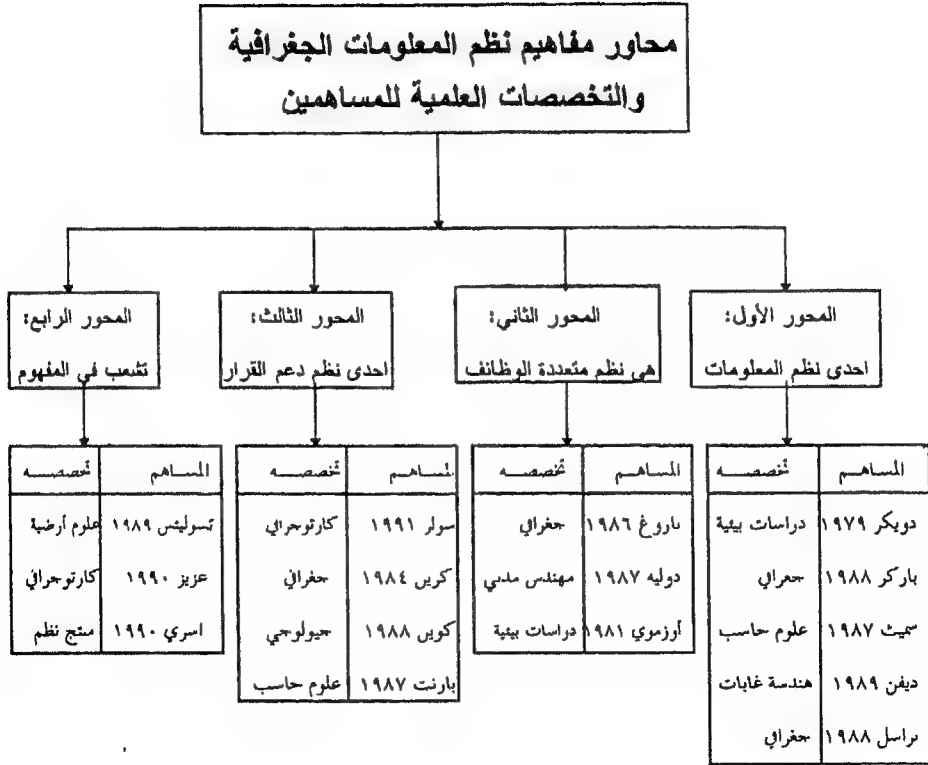 محاور مفاهيم نظم المعلومات الجغرافية
والتخصصات العلمية للمساهمين
المحور الأول:
احدى نظم المعلومات
المساهم تخصصه
دويكر ١٩٧٩ دراسات بيئية
باركر ١٩٨٨ جغرافي
سميث ١٩٨٧ علوم حاسب
ديفن ١٩٨٩ هندسة غابات
براسل ١٩٨٨ جغرافي
المحور الثاني:
هي نظم متعددة الوظائف
المساهم تخصصه
باروغ ١٩٨٦ جغرافي
دوليه ١٩٨٧ مهندس مدني
أوزموي ١٩٨١ دراسات بيئية
المحور الثالث:
احدى نظم دعم القرار
المساهم تخصصه
سولر ١٩٩١ كارتوجرافي
كرين ١٩٨٤ جغرافي
كوين ١٩٨٨ جيولوجي
بارنت ١٩٨٧ علوم حاسب
المحور الرابع:
تشعب في المفهوم
المساهم تخصصه
تسوليتس ١٩٨٩ علوم أرضية
عزيز ١٩٩٠ كارتوجرافي
اسري ١٩٩٠ منتج نظم